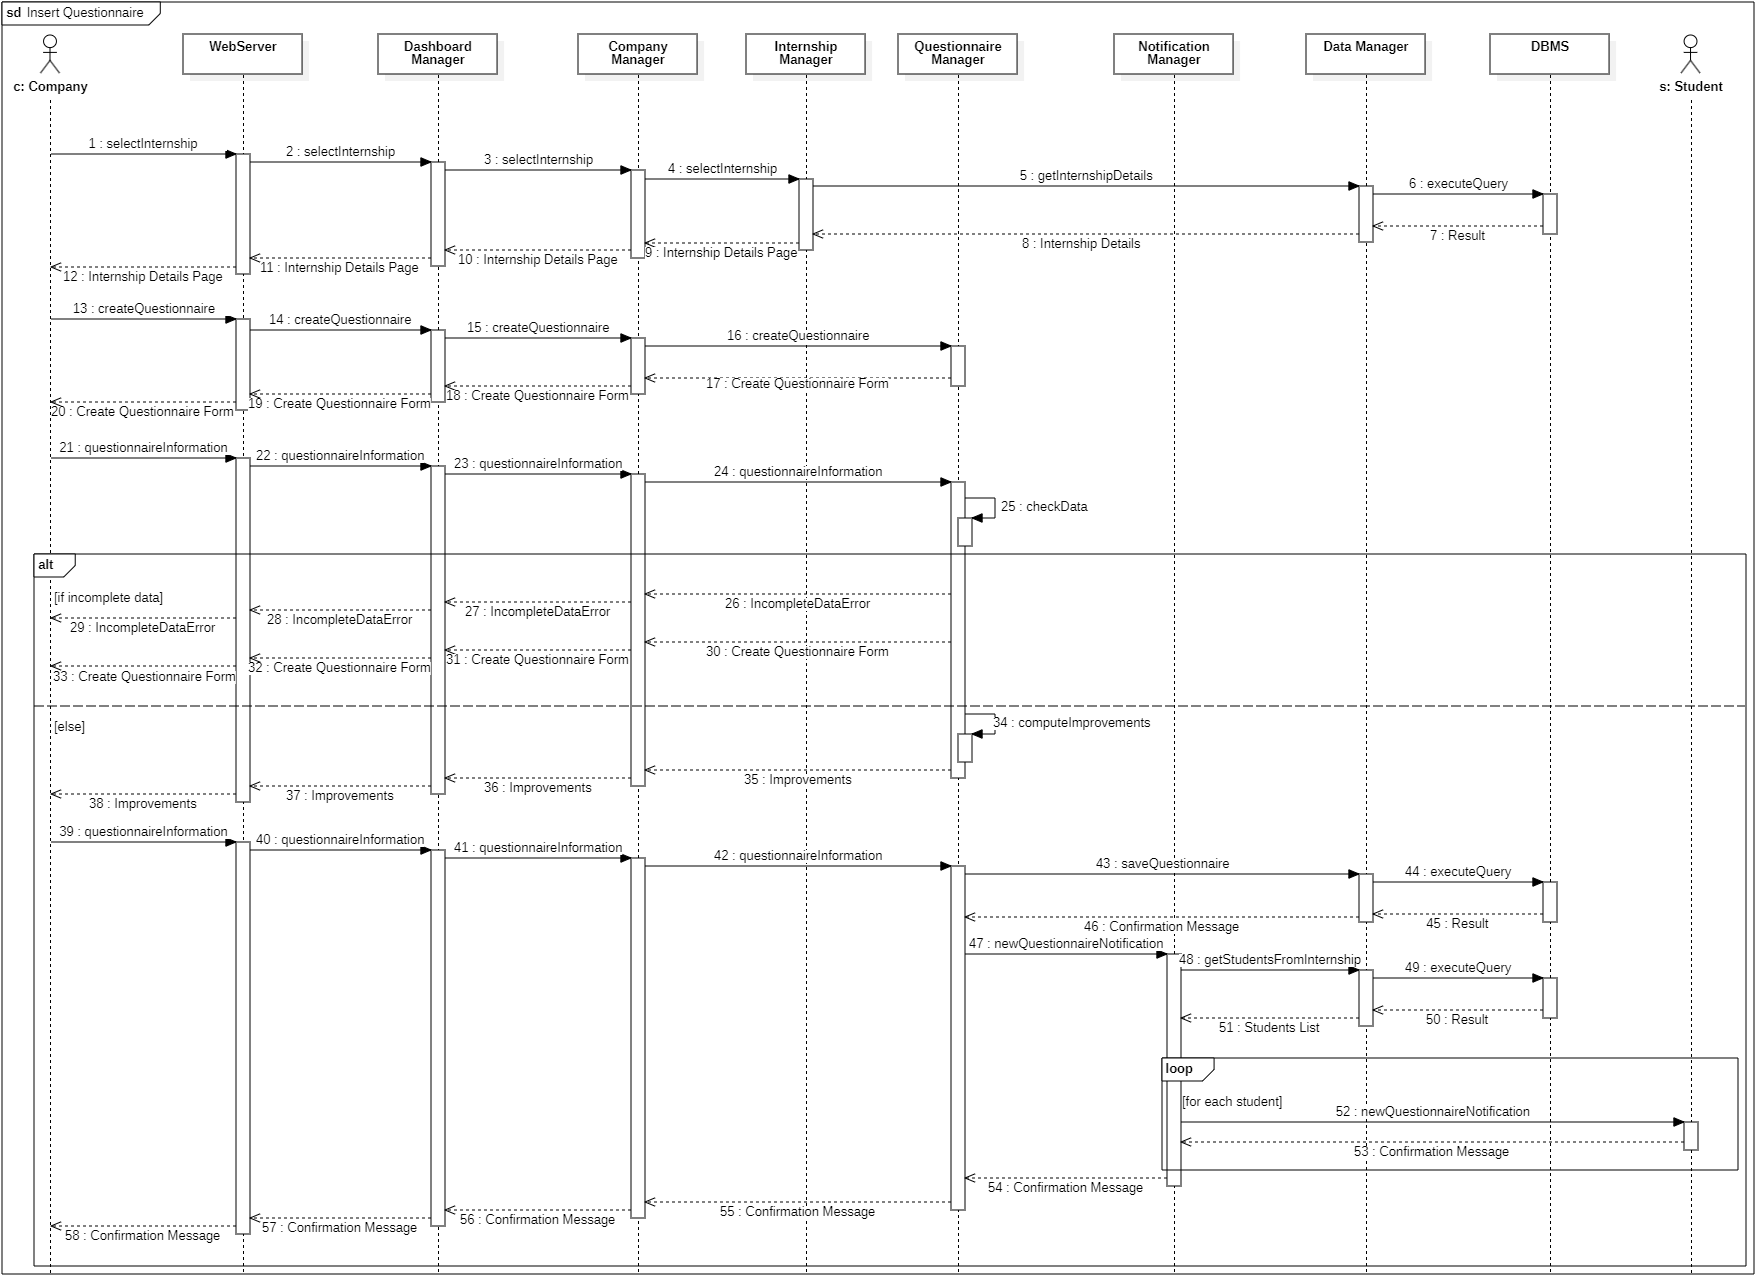 sd Insert Questionnaire
c: Company
WebServer
Dashboard
Manager
Company
Manager
Internship
Manager
Questionnaire
Manager
Notification
Manager
Data Manager
DBMS
s: Student
1 : selectInternship
2 : selectInternship
3 : selectInternship
4 : selectInternship
5 : getInternshipDetails
6 : executeQuery
7 : Result
8 : Internship Details
9 : Internship Details Page
10 : Internship Details Page
11 : Internship Details Page
12 : Internship Details Page
13 : createQuestionnaire
14 : createQuestionnaire
15 : createQuestionnaire
16 : createQuestionnaire
17 : Create Questionnaire Form
18 : Create Questionnaire Form
19 : Create Questionnaire Form
20 : Create Questionnaire Form
21 : questionnaireInformation
22 : questionnaireInformation
23 : questionnaireInformation
24 : questionnaireInformation
25 : checkData
alt
[if incomplete data]
26 : IncompleteDataError
27 : IncompleteDataError
28 : IncompleteDataError
29 : IncompleteDataError
30 : Create Questionnaire Form
31 : Create Questionnaire Form
32 : Create Questionnaire Form
33 : Create Questionnaire Form
[else]
34 : computeImprovements
35 : Improvements
36 : Improvements
37 : Improvements
38 : Improvements
39 : questionnaireInformation
40 : questionnaireInformation
41 : questionnaireInformation
42 : questionnaireInformation
43 : saveQuestionnaire
44 : executeQuery
45 : Result
46 : Confirmation Message
47 : newQuestionnaireNotification
48 : getStudentsFromInternship
49 : executeQuery
50 : Result
51 : Students List
loop
[for each student]
52 : newQuestionnaireNotification
53 : Confirmation Message
54 : Confirmation Message
55 : Confirmation Message
56 : Confirmation Message
57 : Confirmation Message
58 : Confirmation Message